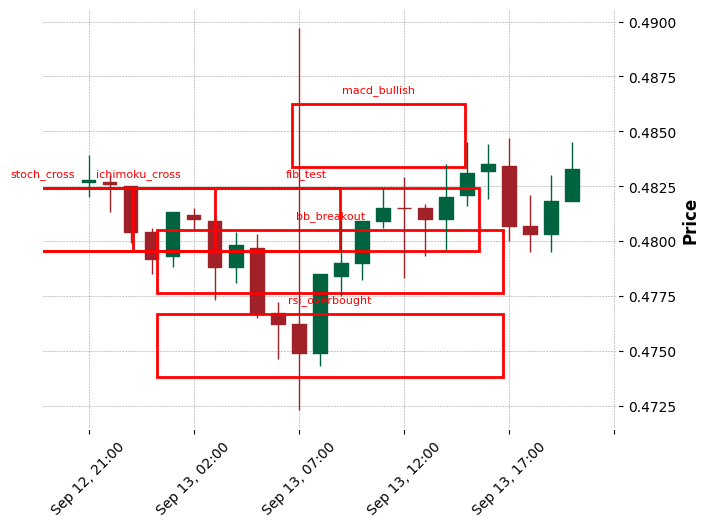 0.4900
0.4875
macd_bullish
0.4850
stoch_cross ichimoku_cross fib_test
0.4825
bb_breakout
0.4800
Price
0.4775
rsi_overbought
0.4750
0.4725
Sep 12, 21:00 Sep 13, 02:00 Sep 13, 07:00 Sep 13, 12:00 Sep 13, 17:00